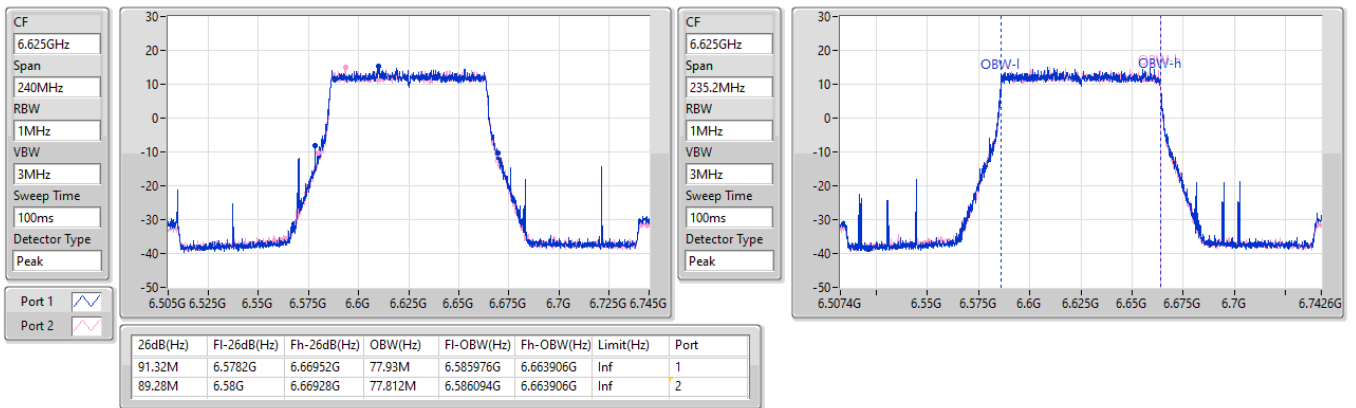 CF
6.625GHz
Span
240MHz
RBW
1MHz
VBW
3MHz
Sweep Time
100ms
Detector Type
Peak
Port 1
Port 2
30
20
10
0
-10
-20
-30
-40
-50
6.505G 6.525G 6.55G 6.575G 6.6G 6.625G 6.65G 6.675G 6.7G 6.725G 6.745G
CF
6.625GHz
Span
235.2MHz
RBW
1MHz
VBW
3MHz
Sweep Time
100ms
Detector Type
Peak
30
20
10
0
-10
-20
-30
-40
-50
OBW-l OBW-h
6.5074G 6.55G 6.575G 6.6G 6.625G 6.65G 6.675G 6.7G 6.7426G
26dB(Hz) Fl-26dB(Hz) Fh-26dB(Hz) OBW(Hz) Fl-OBW(Hz) Fh-OBW(Hz) Limit(Hz) Port
91.32M 6.5782G 6.66952G 77.93M 6.585976G 6.663906G Inf 1
89.28M 6.58G 6.66928G 77.812M 6.586094G 6.663906G Inf 2